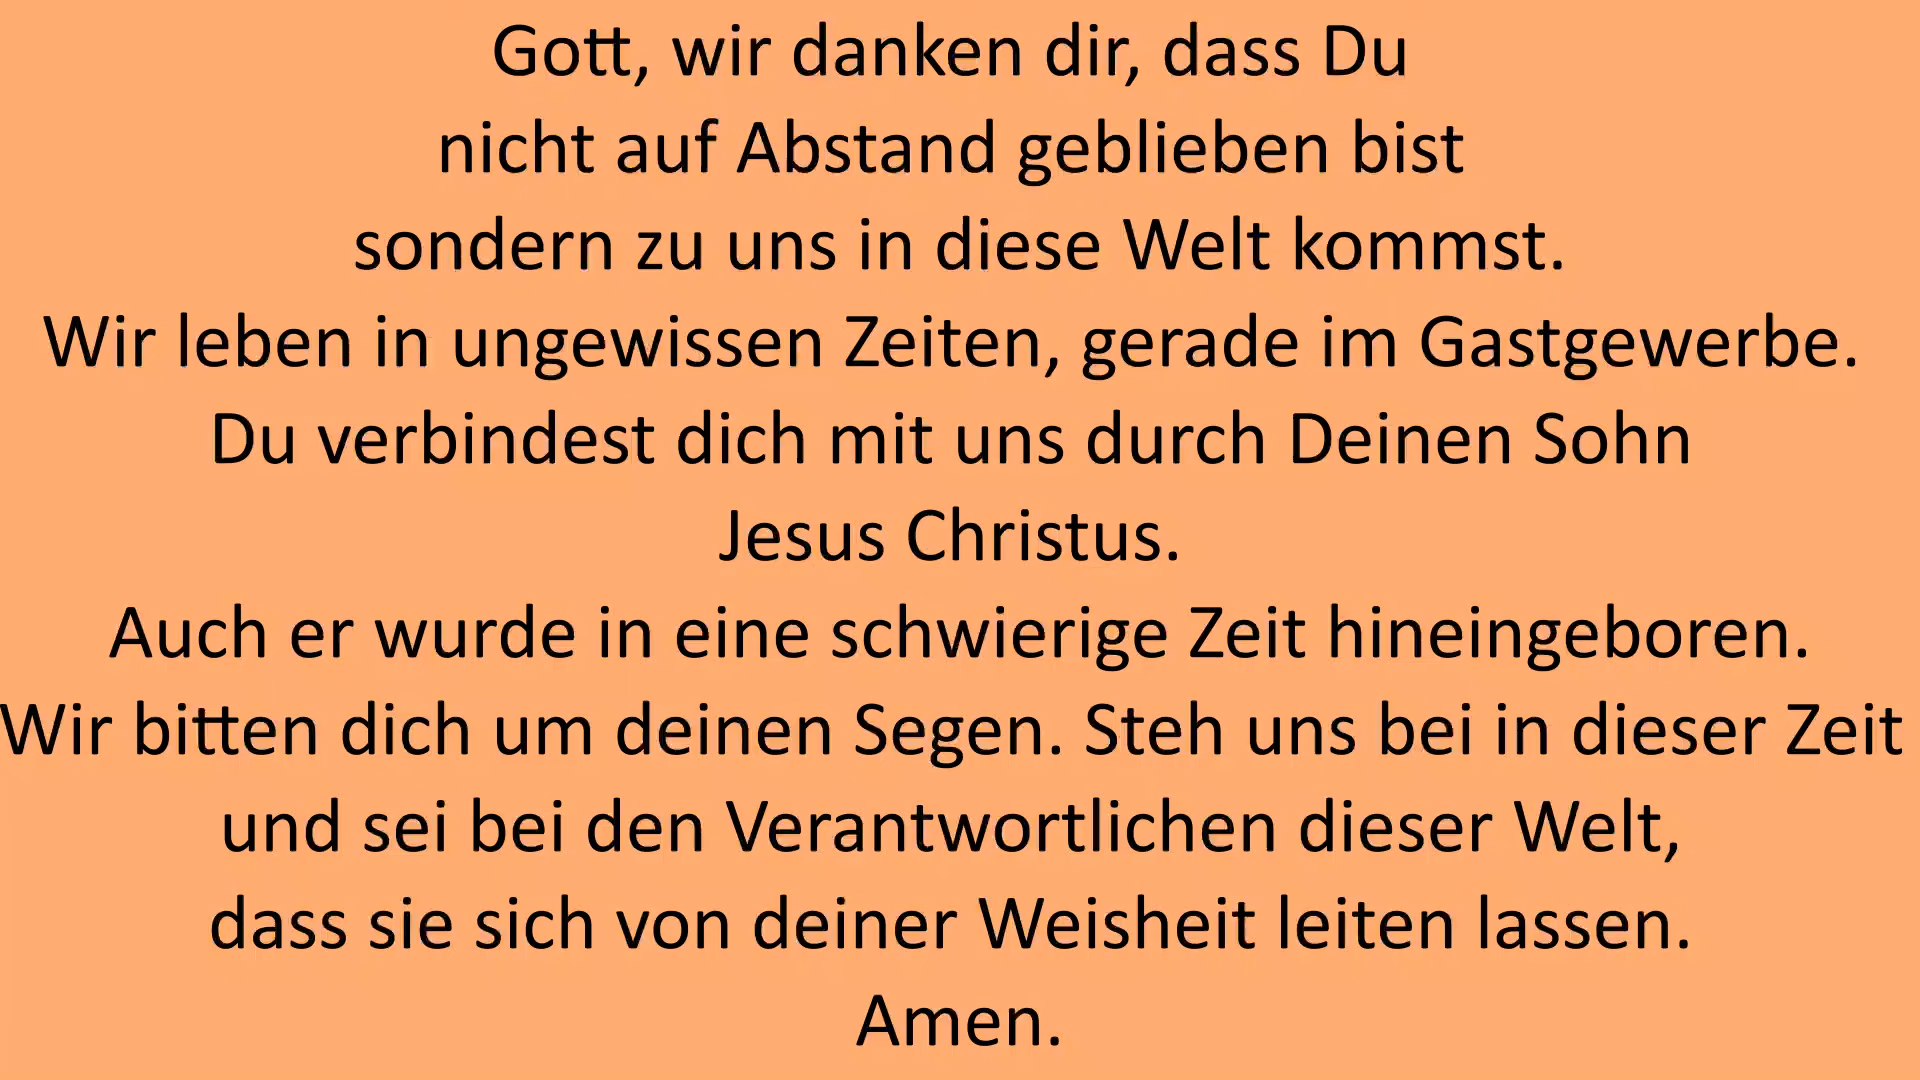 Gott, wir danken dir, dass Du
nicht auf Abstand geblieben bist
sondern zu uns in diese Welt kommst.
Wir leben in ungewissen Zeiten, gerade im Gastgewerbe.
Du verbindest dich mit uns durch Deinen Sohn
Jesus Christus.
Auch er wurde in eine schwierige Zeit hineingeboren.
Wir bitten dich um deinen Segen. Steh uns bei in dieser Zeit
und sei bei den Verantwortlichen dieser Welt,
dass sie sich von deiner Weisheit leiten lassen.
Amen.